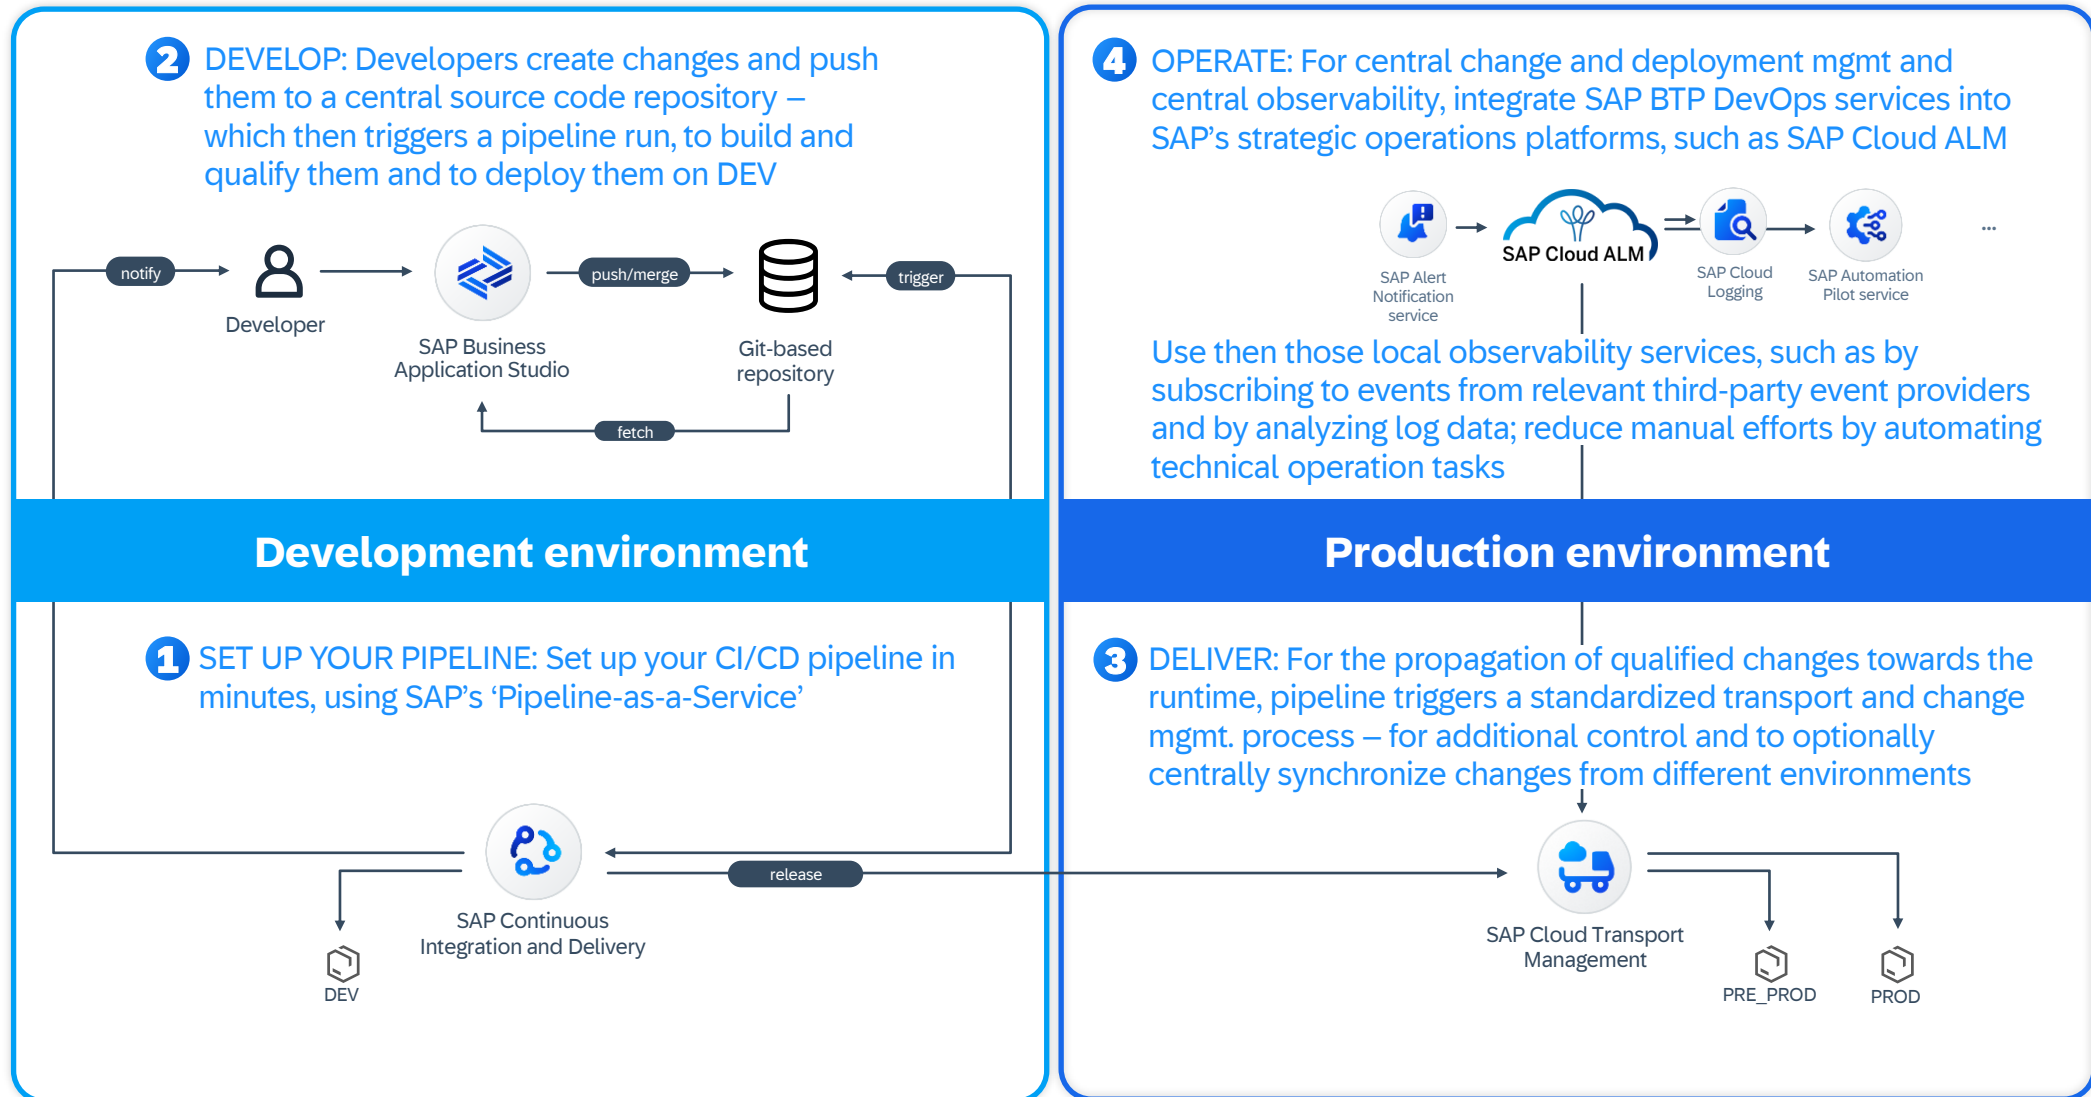 2 DEVELOP: Developers create changes and push
them to a central source code repository –
which then triggers a pipeline run, to build and
qualify them and to deploy them on DEV
notify
Developer
SAP Business
Application Studio
push/merge
Git-based
repository
trigger
fetch
Development environment
1 SET UP YOUR PIPELINE: Set up your CI/CD pipeline in
minutes, using SAP’s ‘Pipeline-as-a-Service’
SAP Continuous
Integration and Delivery
DEV
release
4 OPERATE: For central change and deployment mgmt and
central observability, integrate SAP BTP DevOps services into
SAP’s strategic operations platforms, such as SAP Cloud ALM
SAP Alert
Notification
service
SAP Cloud ALM
SAP Cloud
Logging
SAP Automation
Pilot service
...
Use then those local observability services, such as by
subscribing to events from relevant third-party event providers
and by analyzing log data; reduce manual efforts by automating
technical operation tasks
Production environment
3 DELIVER: For the propagation of qualified changes towards the
runtime, pipeline triggers a standardized transport and change
mgmt. process – for additional control and to optionally
centrally synchronize changes from different environments
SAP Cloud Transport
Management
PRE_PROD
PROD